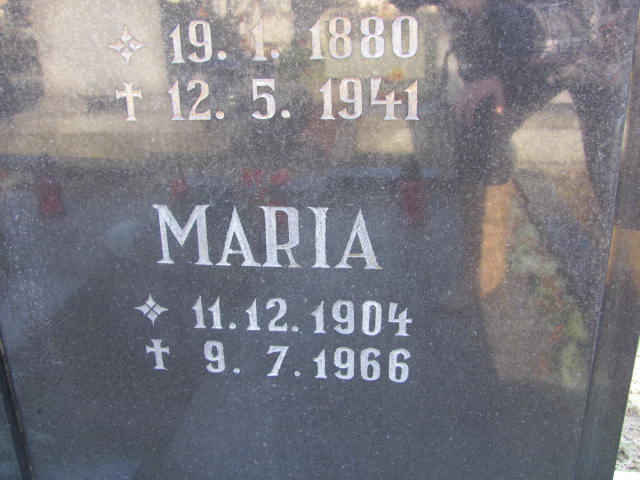 19. 1. 1880
† 12. 5. 1941
MARIA
11. 12. 1904
† 9. 7. 1966